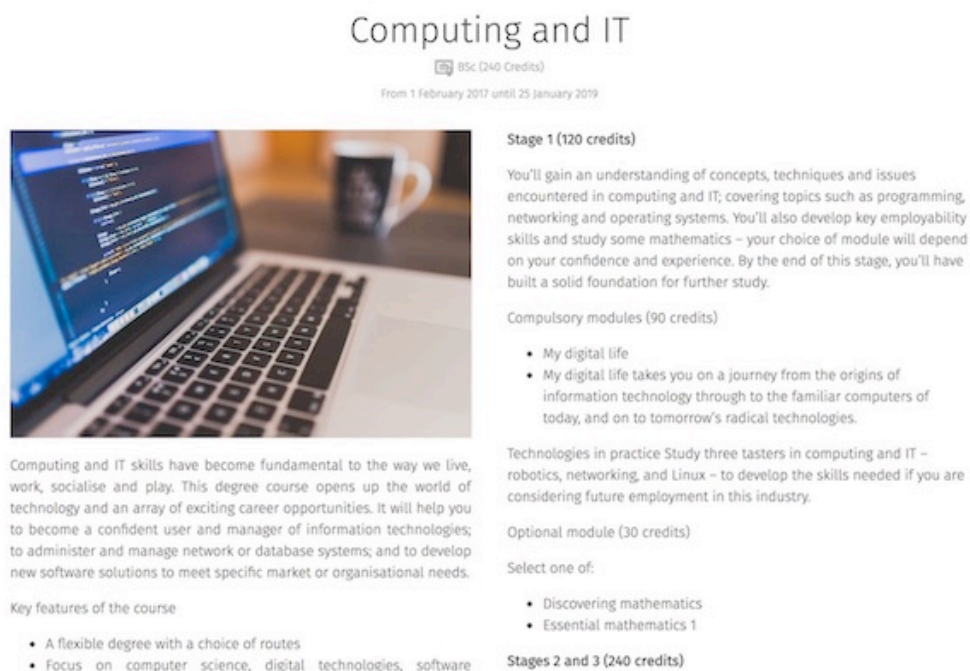 Computing and IT
BSc (240 Credits)
From 1 February 2017 until 25 January 2019
Computing and IT skills have become fundamental to the way we live,
work, socialise and play. This degree course opens up the world of
technology and an array of exciting career opportunities. It will help you
to become a confident user and manager of information technologies;
to administer and manage network or database systems; and to develop
new software solutions to meet specific market or organisational needs.
Key features of the course
• A flexible degree with a choice of routes
• Focus on computer science, digital technologies, software
Stage 1 (120 credits)
You'll gain an understanding of concepts, techniques and issues
encountered in computing and IT; covering topics such as programming,
networking and operating systems. You'll also develop key employability
skills and study some mathematics – your choice of module will depend
on your confidence and experience. By the end of this stage, you'll have
built a solid foundation for further study.
Compulsory modules (90 credits)
• My digital life
• My digital life takes you on a journey from the origins of
information technology through to the familiar computers of
today, and on to tomorrow's radical technologies.
Technologies in practice Study three tasters in computing and IT –
robotics, networking, and Linux – to develop the skills needed if you are
considering future employment in this industry.
Optional module (30 credits)
Select one of:
• Discovering mathematics
• Essential mathematics 1
Stages 2 and 3 (240 credits)